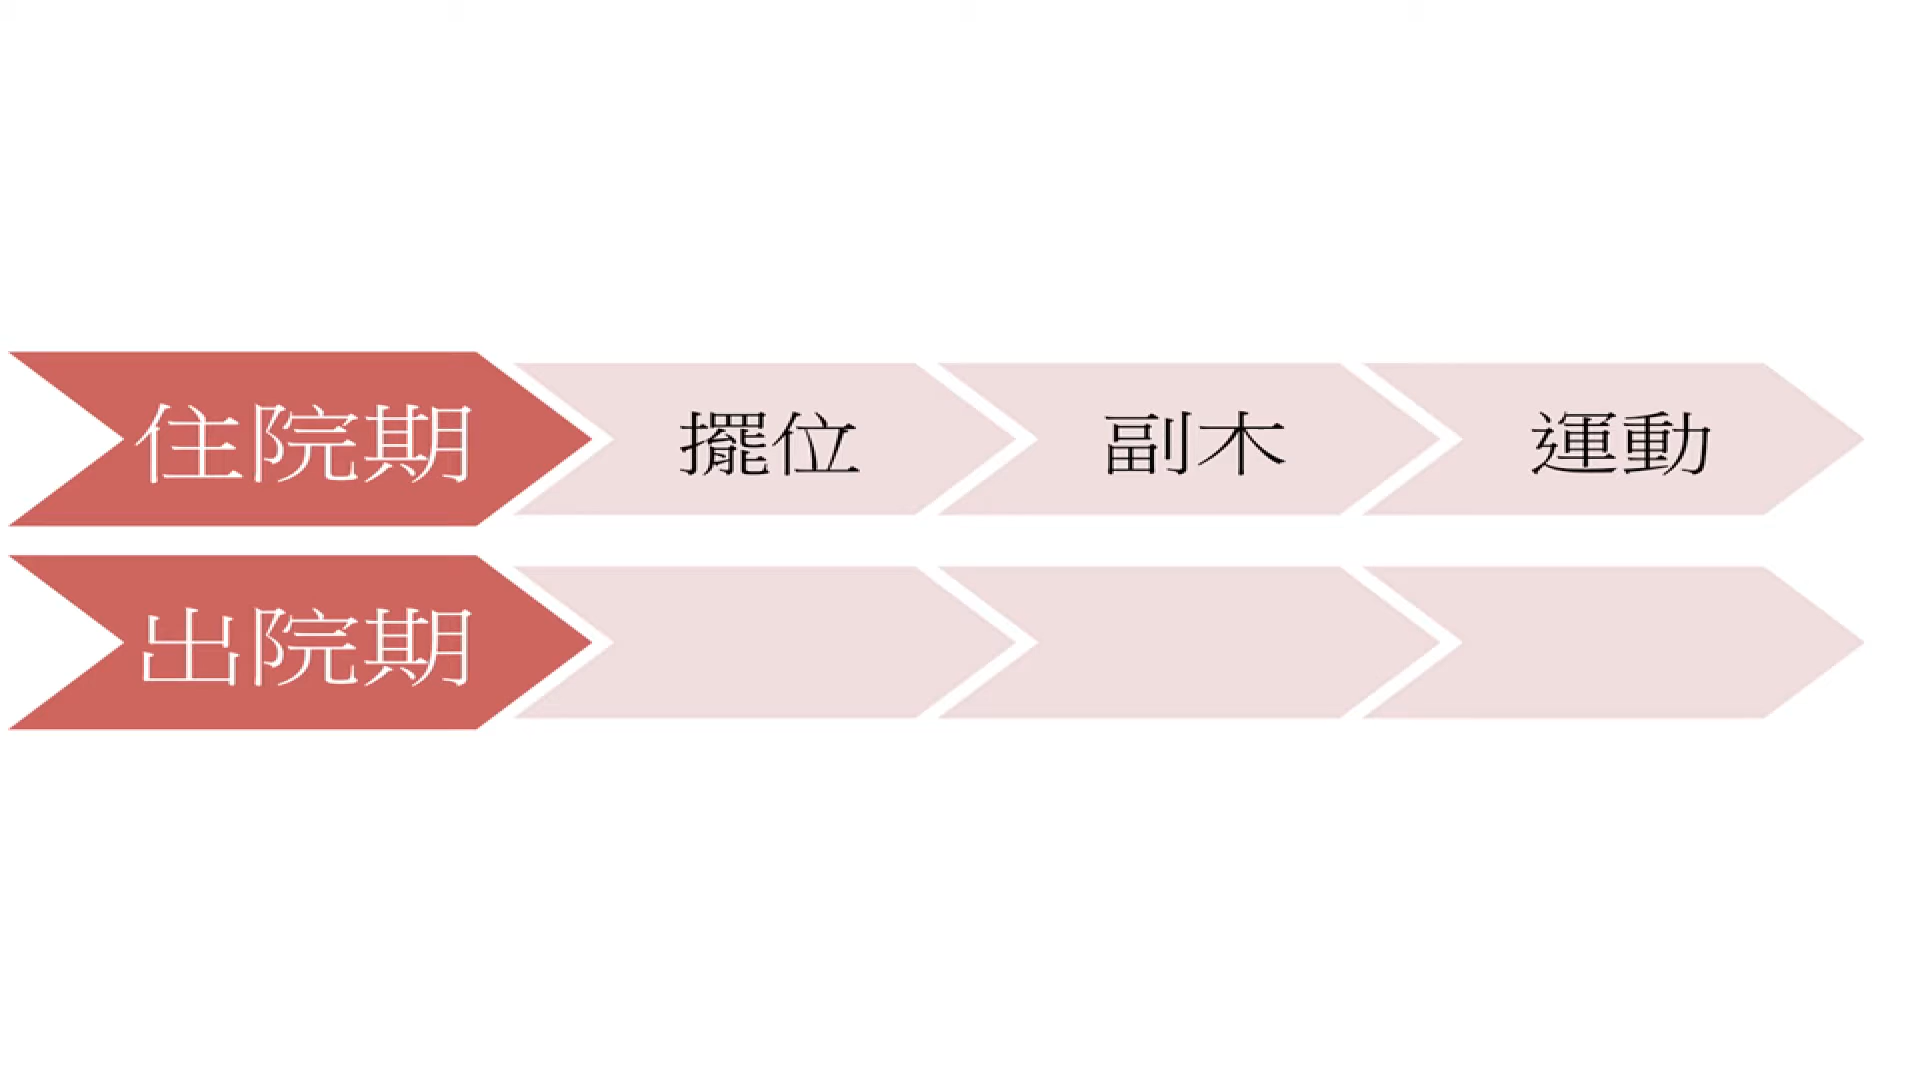 住院期 擺位 副木 運動
出院期